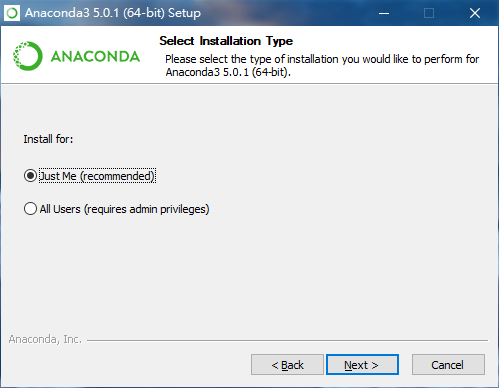 Anaconda3 5.0.1 (64-bit) Setup
ANACONDA
Select Installation Type
Please select the type of installation you would like to perform for
Anaconda3 5.0.1 (64-bit).
Install for:
Just Me (recommended)
All Users (requires admin privileges)
Anaconda, Inc.
< Back Next > Cancel